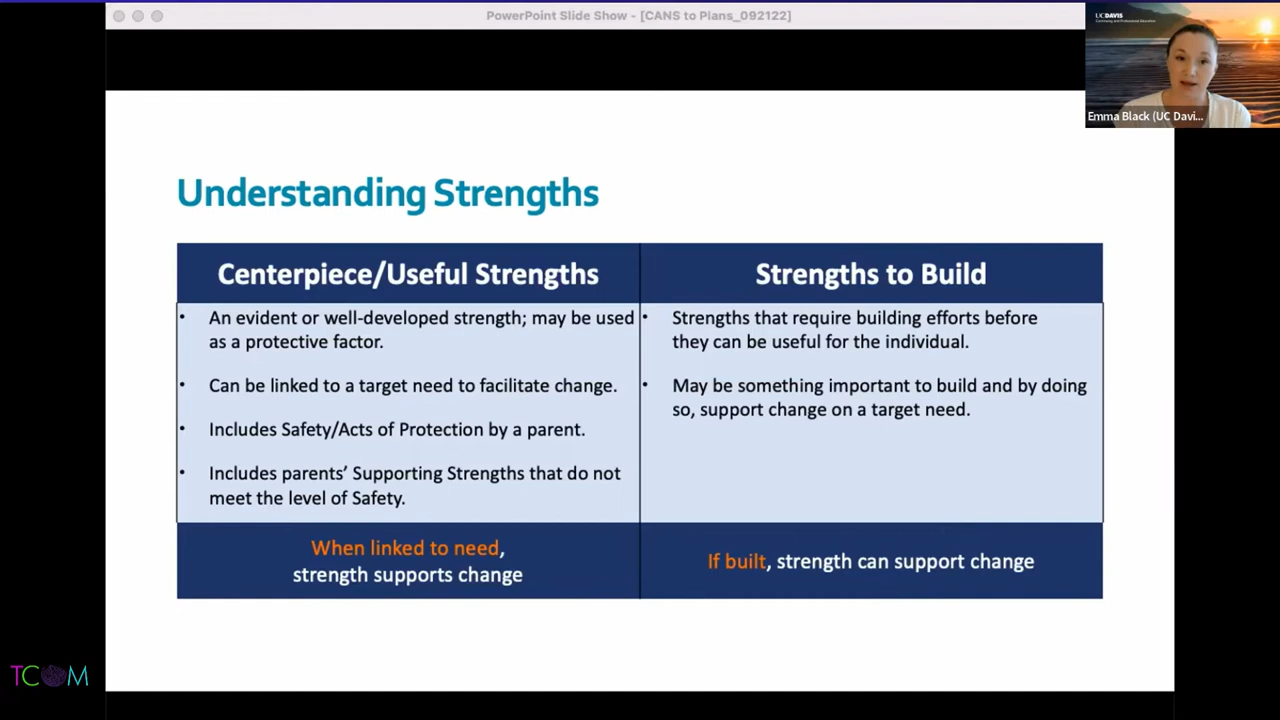 PowerPoint Slide Show - [CANS to Plans_092122]
UCDAVIS
Continuing and Professional Education
Emma Black (UC Davi...
Understanding Strengths
Centerpiece/Useful Strengths
• An evident or well-developed strength; may be used
as a protective factor.
• Can be linked to a target need to facilitate change.
• Includes Safety/Acts of Protection by a parent.
• Includes parents’ Supporting Strengths that do not
meet the level of Safety.
When linked to need,
strength supports change
Strengths to Build
• Strengths that require building efforts before
they can be useful for the individual.
• May be something important to build and by doing
so, support change on a target need.
If built, strength can support change
TCOM